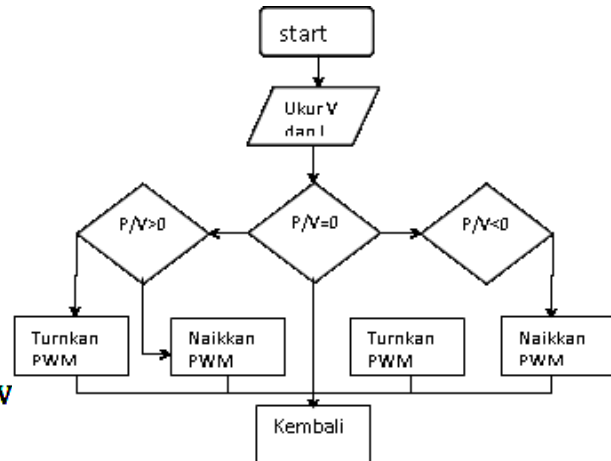 start
Ukur V
dan I
P/V>0
P/V=0
P/V<0
Turnkan
PWM
Naikkan
PWM
Turnkan
PWM
Naikkan
PWM
V
Kembali